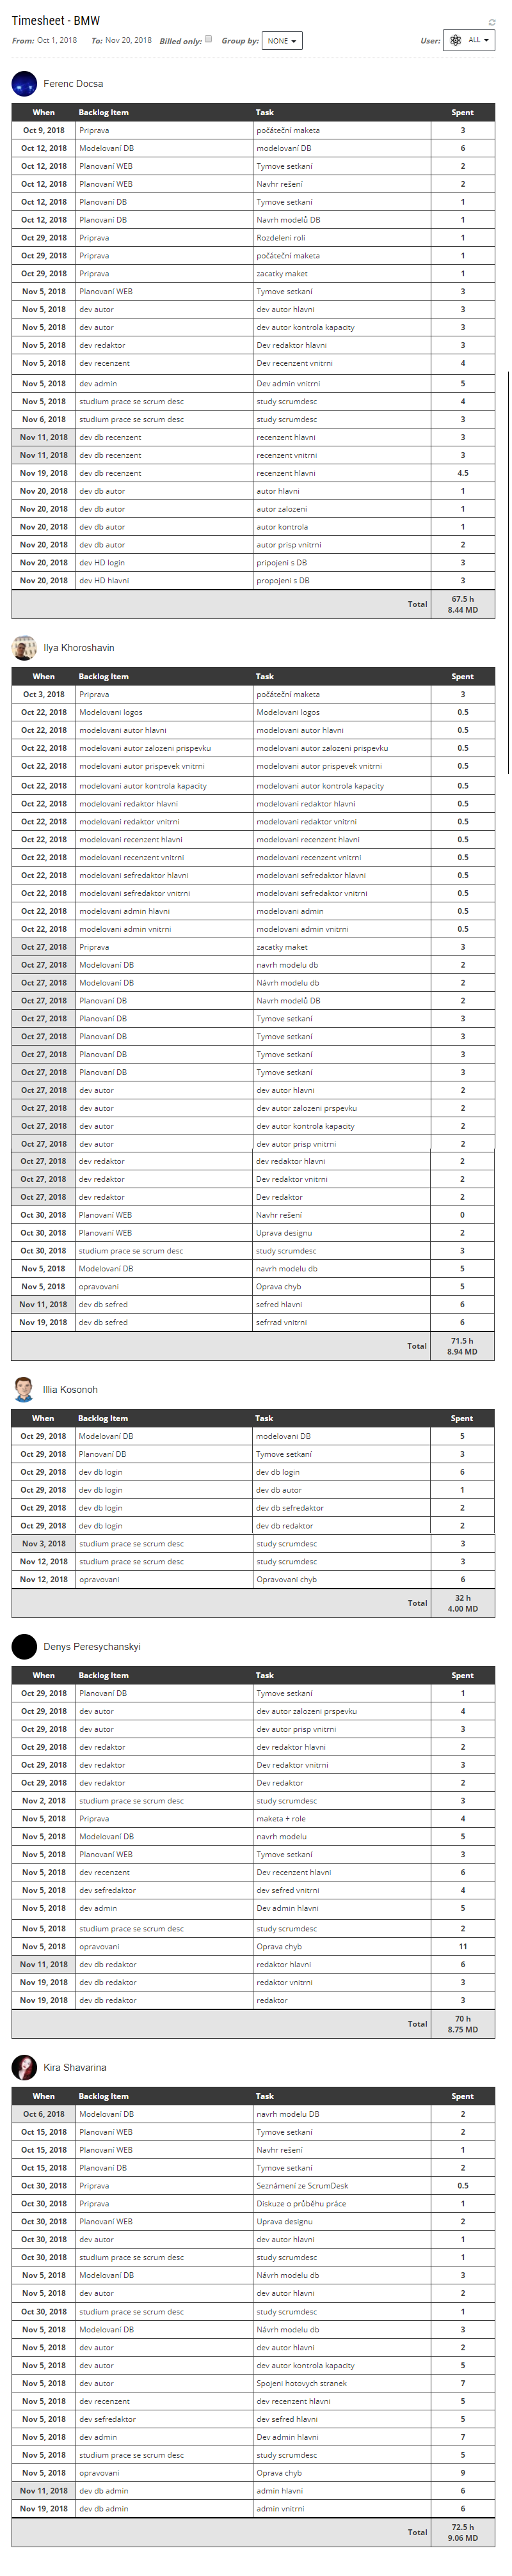 Timesheet - BMW
From: Oct 1, 2018 To: Nov 20, 2018 Billed only: Group by: NONE User: ALL
Ferenc Docsa
When Backlog Item Task Spent
Oct 9, 2018 Priprava počáteční maketa 3
Oct 12, 2018 Modelovaní DB modelovaní DB 6
Oct 12, 2018 Planovaní WEB Tymove setkaní 2
Oct 12, 2018 Planovaní WEB Navhr rešení 2
Oct 12, 2018 Planovaní DB Tymove setkaní 1
Oct 12, 2018 Planovaní DB Navrh modelů DB 1
Oct 29, 2018 Priprava Rozdeleni roli 1
Oct 29, 2018 Priprava počáteční maketa 1
Oct 29, 2018 Priprava zacatky maket 1
Nov 5, 2018 Planovaní WEB Tymove setkaní 3
Nov 5, 2018 dev autor dev autor hlavni 3
Nov 5, 2018 dev autor dev autor kontrola kapacity 3
Nov 5, 2018 dev redaktor Dev redaktor hlavni 3
Nov 5, 2018 dev recenzent Dev recenzent vnitrni 4
Nov 5, 2018 dev admin Dev admin vnitrni 5
Nov 5, 2018 studium prace se scrum desc study scrumdesc 4
Nov 6, 2018 studium prace se scrum desc study scrumdesc 3
Nov 11, 2018 dev db recenzent recenzent hlavni 3
Nov 11, 2018 dev db recenzent recenzent vnitrni 3
Nov 19, 2018 dev db recenzent recenzent hlavni 4.5
Nov 20, 2018 dev db autor autor hlavni 1
Nov 20, 2018 dev db autor autor zalozeni 1
Nov 20, 2018 dev db autor autor kontrola 1
Nov 20, 2018 dev db autor autor prisp vnitrni 2
Nov 20, 2018 dev HD login pripojeni s DB 3
Nov 20, 2018 dev HD hlavni propojeni s DB 3
Total 67.5 h
8.44 MD
Ilya Khoroshavin
When Backlog Item Task Spent
Oct 3, 2018 Priprava počáteční maketa 3
Oct 22, 2018 Modelovani logos Modelovani logos 0.5
Oct 22, 2018 modelovani autor hlavni modelovani autor hlavni 0.5
Oct 22, 2018 modelovani autor zalozeni prispevku modelovani autor zalozeni prispevku 0.5
Oct 22, 2018 modelovani autor prispevek vnitrni modelovani autor prispevek vnitrni 0.5
Oct 22, 2018 modelovani autor kontrola kapacity modelovani autor kontrola kapacity 0.5
Oct 22, 2018 modelovani redaktor hlavni modelovani redaktor hlavni 0.5
Oct 22, 2018 modelovani redaktor vnitrni modelovani redaktor vnitrni 0.5
Oct 22, 2018 modelovani recenzent hlavni modelovani recenzent hlavni 0.5
Oct 22, 2018 modelovani recenzent vnitrni modelovani recenzent vnitrni 0.5
Oct 22, 2018 modelovani sefredaktor hlavni modelovani sefredaktor hlavni 0.5
Oct 22, 2018 modelovani sefredaktor vnitrni modelovani sefredaktor vnitrni 0.5
Oct 22, 2018 modelovani admin hlavni modelovani admin 0.5
Oct 22, 2018 modelovani admin vnitrni modelovani admin vnitrni 0.5
Oct 27, 2018 Priprava zacatky maket 3
Oct 27, 2018 Modelovaní DB navrh modelu db 2
Oct 27, 2018 Modelovaní DB Návrh modelu db 2
Oct 27, 2018 Planovaní DB Navrh modelů DB 2
Oct 27, 2018 Planovaní DB Tymove setkaní 3
Oct 27, 2018 Planovaní DB Tymove setkaní 3
Oct 27, 2018 Planovaní DB Tymove setkaní 3
Oct 27, 2018 Planovaní DB Tymove setkaní 3
Oct 27, 2018 dev autor dev autor hlavni 2
Oct 27, 2018 dev autor dev autor zalozeni prspevku 2
Oct 27, 2018 dev autor dev autor kontrola kapacity 2
Oct 27, 2018 dev autor dev autor prisp vnitrni 2
Oct 27, 2018 dev redaktor dev redaktor hlavni 2
Oct 27, 2018 dev redaktor Dev redaktor vnitrni 2
Oct 27, 2018 dev redaktor Dev redaktor 2
Oct 30, 2018 Planovaní WEB Navhr rešení 0
Oct 30, 2018 Planovaní WEB Uprava designu 2
Oct 30, 2018 studium prace se scrum desc study scrumdesc 3
Nov 5, 2018 Modelovaní DB navrh modelu db 5
Nov 5, 2018 opravovani Oprava chyb 5
Nov 11, 2018 dev db sefred sefred hlavni 6
Nov 19, 2018 dev db sefred sefrad vnitrni 6
Total 71.5 h
8.94 MD
Illia Kosonoh
When Backlog Item Task Spent
Oct 29, 2018 Modelovaní DB modelovani DB 5
Oct 29, 2018 Planovaní DB Tymove setkaní 3
Oct 29, 2018 dev db login dev db login 6
Oct 29, 2018 dev db login dev db autor 1
Oct 29, 2018 dev db login dev db sefredaktor 2
Oct 29, 2018 dev db login dev db redaktor 2
Nov 3, 2018 studium prace se scrum desc study scrumdesc 3
Nov 12, 2018 studium prace se scrum desc study scrumdesc 3
Nov 12, 2018 opravovani Opravovani chyb 6
Total 32 h
4.00 MD
Denys Peresychanskyi
When Backlog Item Task Spent
Oct 29, 2018 Planovaní DB Tymove setkaní 1
Oct 29, 2018 dev autor dev autor zalozeni prspevku 4
Oct 29, 2018 dev autor dev autor prisp vnitrni 3
Oct 29, 2018 dev redaktor dev redaktor hlavni 2
Oct 29, 2018 dev redaktor Dev redaktor vnitrni 3
Oct 29, 2018 dev redaktor Dev redaktor 2
Nov 2, 2018 studium prace se scrum desc study scrumdesc 3
Nov 5, 2018 Priprava maketa + role 4
Nov 5, 2018 Modelovaní DB navrh modelu 5
Nov 5, 2018 Planovaní WEB Tymove setkaní 3
Nov 5, 2018 dev recenzent Dev recenzent hlavni 6
Nov 5, 2018 dev sefredaktor dev sefred vnitrni 4
Nov 5, 2018 dev admin Dev admin hlavni 5
Nov 5, 2018 studium prace se scrum desc study scrumdesc 2
Nov 5, 2018 opravovani Oprava chyb 11
Nov 11, 2018 dev db redaktor redaktor hlavni 6
Nov 19, 2018 dev db redaktor redaktor vnitrni 3
Nov 19, 2018 dev db redaktor redaktor 3
Total 70 h
8.75 MD
Kira Shavarina
When Backlog Item Task Spent
Oct 6, 2018 Modelovaní DB navrh modelu DB 2
Oct 15, 2018 Planovaní WEB Tymove setkaní 2
Oct 15, 2018 Planovaní WEB Navhr rešení 1
Oct 15, 2018 Planovaní DB Tymove setkaní 2
Oct 30, 2018 Priprava Seznámení ze ScrumDesk 0.5
Oct 30, 2018 Priprava Diskuze o průběhu práce 1
Oct 30, 2018 Planovaní WEB Uprava designu 2
Oct 30, 2018 dev autor dev autor hlavni 1
Oct 30, 2018 studium prace se scrum desc study scrumdesc 1
Nov 5, 2018 Modelovaní DB Návrh modelu db 3
Nov 5, 2018 dev autor dev autor hlavni 2
Oct 30, 2018 studium prace se scrum desc study scrumdesc 1
Nov 5, 2018 Modelovaní DB Návrh modelu db 3
Nov 5, 2018 dev autor dev autor hlavni 2
Nov 5, 2018 dev autor dev autor kontrola kapacity 5
Nov 5, 2018 dev autor Spojeni hotovych stranek 7
Nov 5, 2018 dev recenzent dev recenzent hlavni 5
Nov 5, 2018 dev sefredaktor dev sefred hlavni 5
Nov 5, 2018 dev admin Dev admin hlavni 7
Nov 5, 2018 studium prace se scrum desc study scrumdesc 5
Nov 5, 2018 opravovani Oprava chyb 9
Nov 11, 2018 dev db admin admin hlavni 6
Nov 19, 2018 dev db admin admin vnitrni 6
Total 72.5 h
9.06 MD